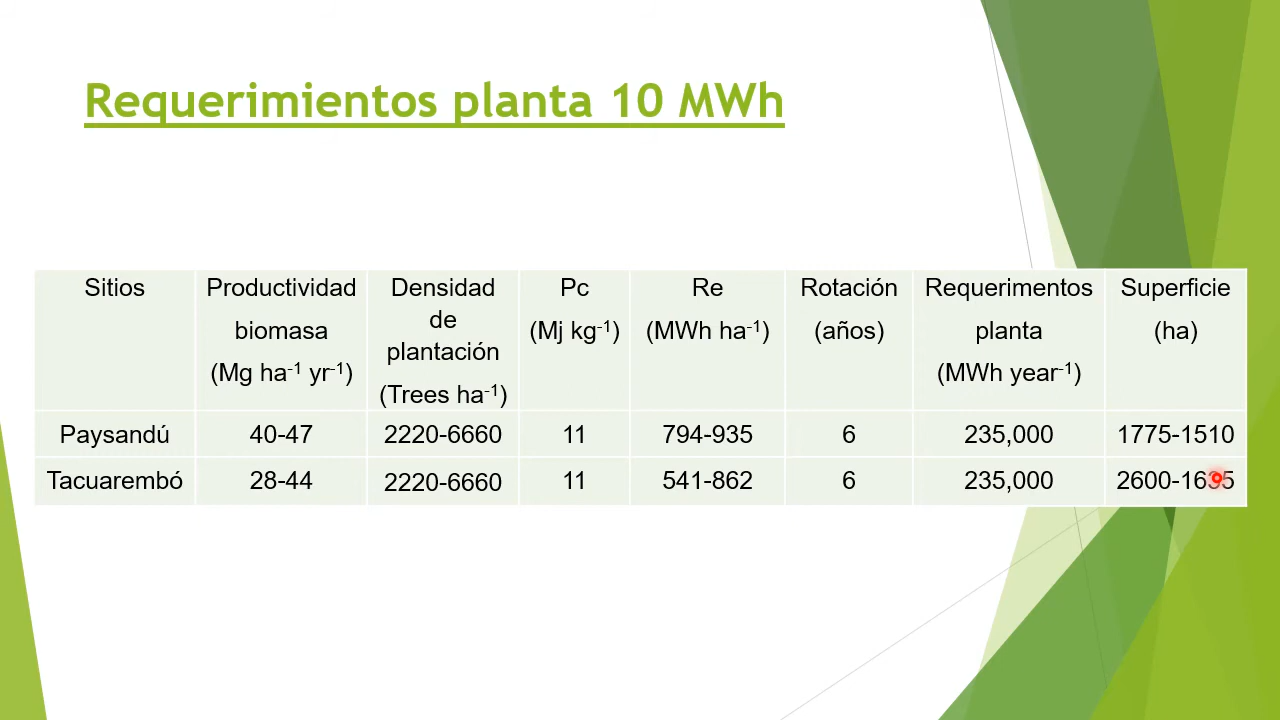 Requerimientos planta 10 MWh
Sitios
Productividad
biomasa
(Mg ha-1 yr-1)
Densidad
de
plantación
(Trees ha-1)
Pc
(Mj kg-1)
Re
(MWh ha-1)
Rotación
(años)
Requerimentos
planta
(MWh year-1)
Superficie
(ha)
Paysandú 40-47 2220-6660 11 794-935 6 235,000 1775-1510
Tacuarembó 28-44 2220-6660 11 541-862 6 235,000